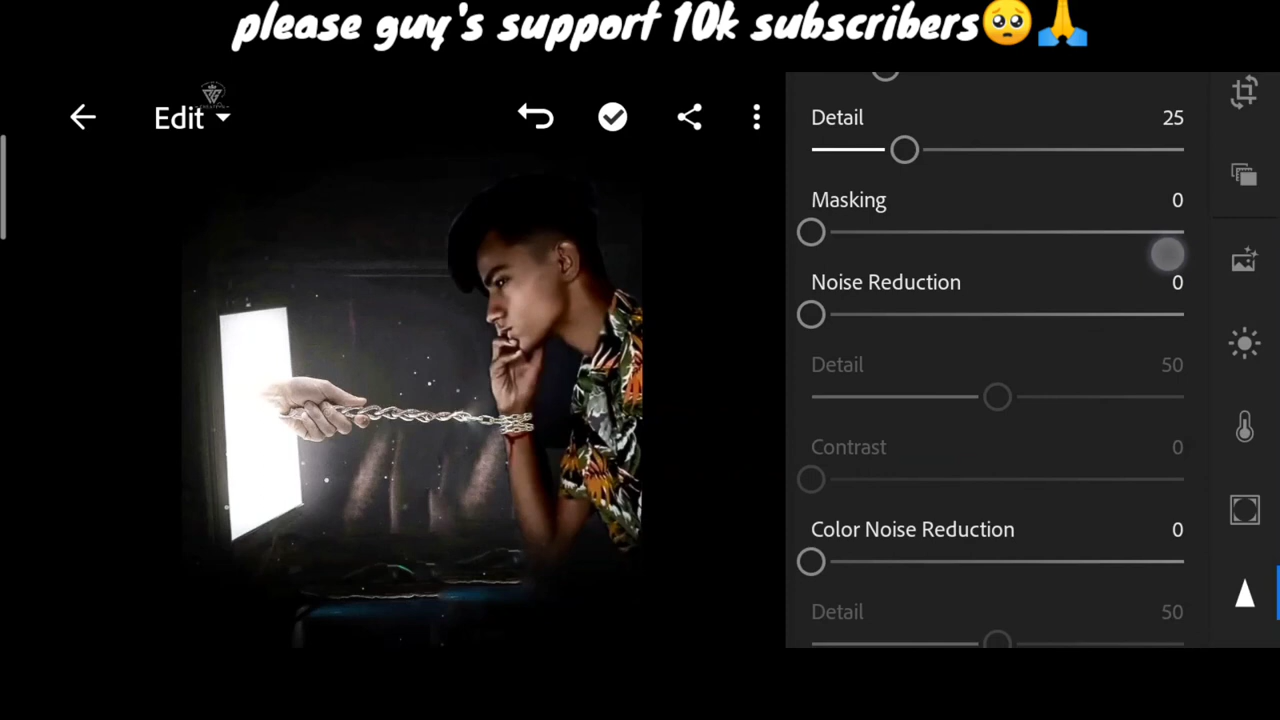 please guy's support 10k subscribers🥺🙏
Edit
Detail 25
Masking 0
Noise Reduction 0
Detail 50
Contrast 0
Color Noise Reduction 0
Detail 50